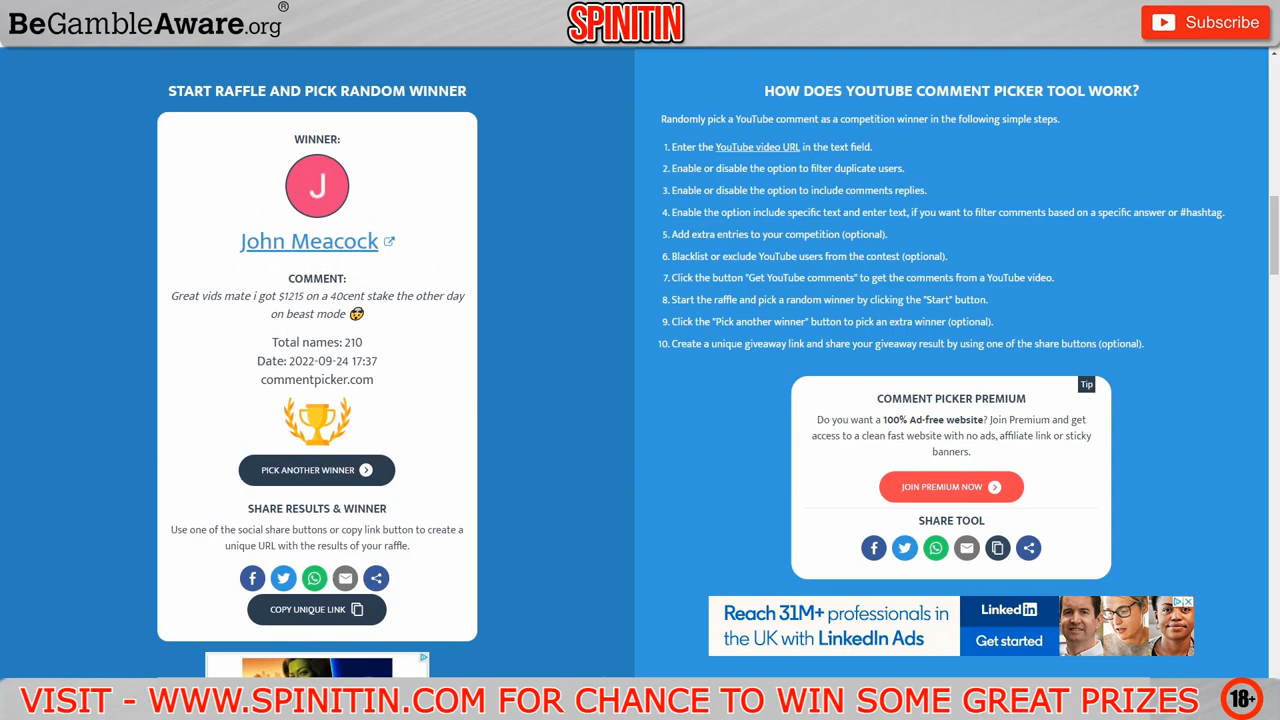 BeGambleAware.org®
SPINITIN
Subscribe
START RAFFLE AND PICK RANDOM WINNER
WINNER:
J
John Meacock
COMMENT:
Great vids mate i got $1215 on a 40cent stake the other day
on beast mode 🤠
Total names: 210
Date: 2022-09-24 17:37
commentpicker.com
PICK ANOTHER WINNER
SHARE RESULTS & WINNER
Use one of the social share buttons or copy link button to create a
unique URL with the results of your raffle.
COPY UNIQUE LINK
HOW DOES YOUTUBE COMMENT PICKER TOOL WORK?
Randomly pick a YouTube comment as a competition winner in the following simple steps.
1. Enter the YouTube video URL in the text field.
2. Enable or disable the option to filter duplicate users.
3. Enable or disable the option to include comments replies.
4. Enable the option include specific text and enter text, if you want to filter comments based on a specific answer or #hashtag.
5. Add extra entries to your competition (optional).
6. Blacklist or exclude YouTube users from the contest (optional).
7. Click the button "Get YouTube comments" to get the comments from a YouTube video.
8. Start the raffle and pick a random winner by clicking the "Start" button.
9. Click the "Pick another winner" button to pick an extra winner (optional).
10. Create a unique giveaway link and share your giveaway result by using one of the share buttons (optional).
Tip
COMMENT PICKER PREMIUM
Do you want a 100% Ad-free website? Join Premium and get
access to a clean fast website with no ads, affiliate link or sticky
banners.
JOIN PREMIUM NOW
SHARE TOOL
Reach 31M+ professionals in
the UK with LinkedIn Ads
LinkedIn
Get started
VISIT - WWW.SPINITIN.COM FOR CHANCE TO WIN SOME GREAT PRIZES
18+